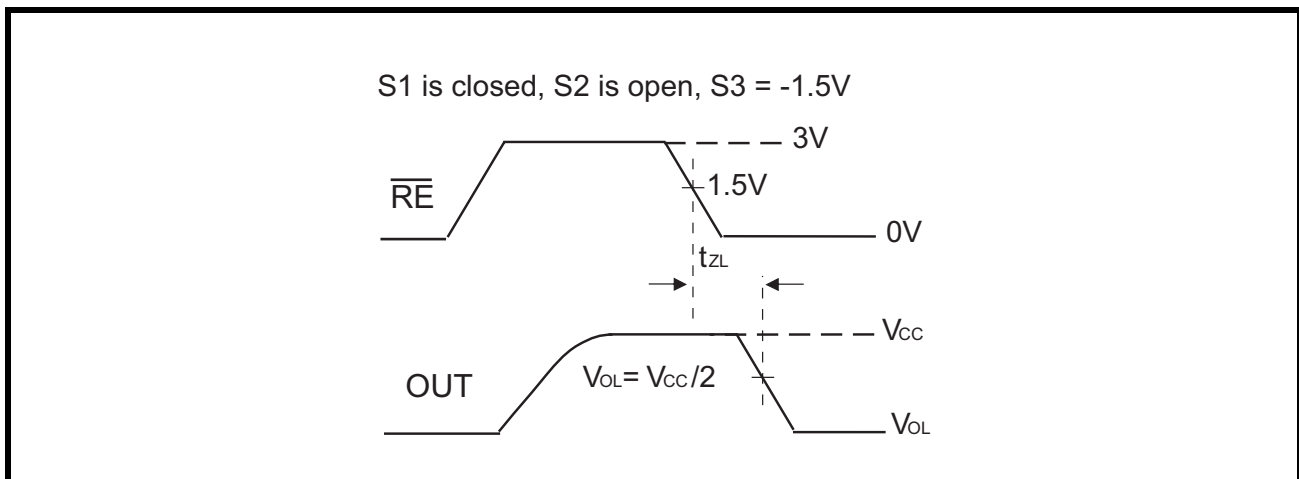 S1 is closed, S2 is open, S3 = -1.5V
3V
R̅E̅
1.5V
0V
tZL
VCC
OUT
VOL= VCC/2
VOL